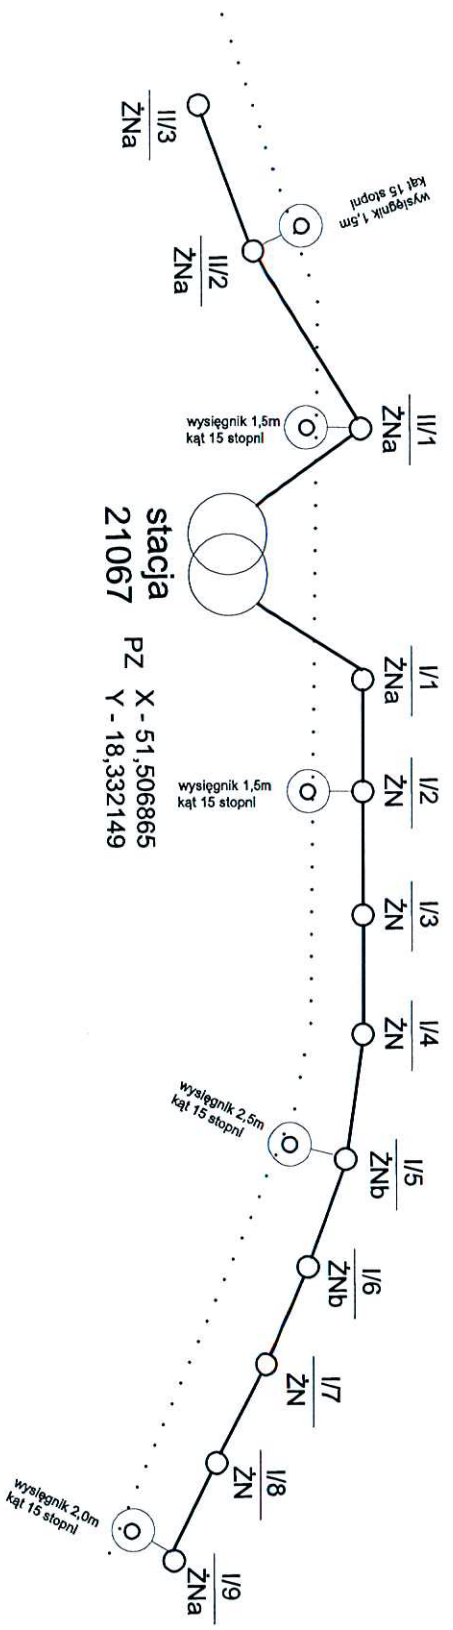 II/3
ŻNa
wysięgnik 1,5m
kąt 15 stopni
II/2
ŻNa
II/1
ŻNa
wysięgnik 1,5m
kąt 15 stopni
stacja
21067
PZ X - 51,506865
Y - 18,332149
I/1
ŻNa
I/2
ŻN
wysięgnik 1,5m
kąt 15 stopni
I/3
ŻN
I/4
ŻN
wysięgnik 2,5m
kąt 15 stopni
I/5
ŻNb
I/6
ŻNb
I/7
ŻN
I/8
ŻN
wysięgnik 2,0m
kąt 15 stopni
I/9
ŻNa